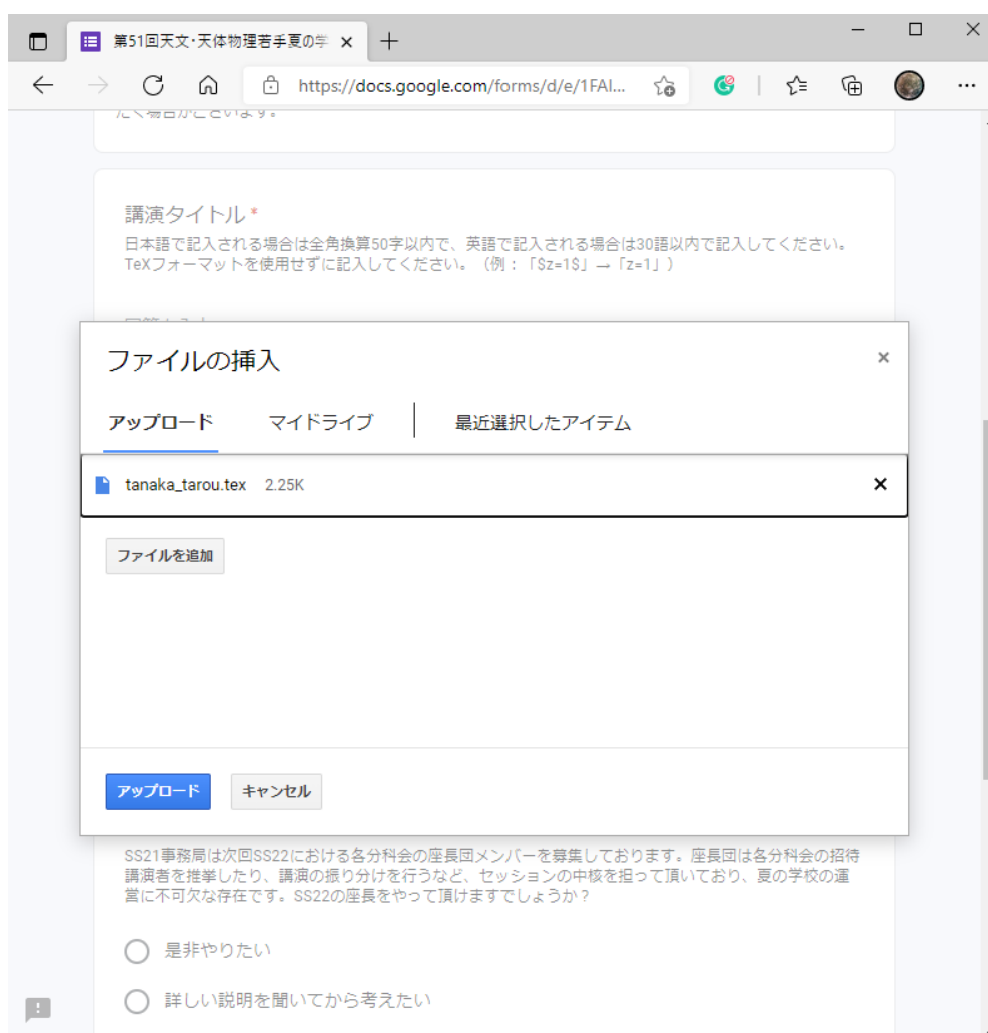 第51回天文・天体物理若手夏の学
https://docs.google.com/forms/d/e/1FAI...
だく場合がございます。
講演タイトル *
日本語で記入される場合は全角換算50字以内で、英語で記入される場合は30語以内で記入してください。
TeXフォーマットを使用せずに記入してください。（例：「$z=1$」→「z=1」）
ファイルの挿入
アップロード マイドライブ 最近選択したアイテム
tanaka_tarou.tex 2.25K
ファイルを追加
アップロード キャンセル
SS21事務局は次回SS22における各分科会の座長団メンバーを募集しております。座長団は各分科会の招待
講演者を推挙したり、講演の振り分けを行うなど、セッションの中核を担って頂いており、夏の学校の運
営に不可欠な存在です。SS22の座長をやって頂けますでしょうか？
是非やりたい
詳しい説明を聞いてから考えたい